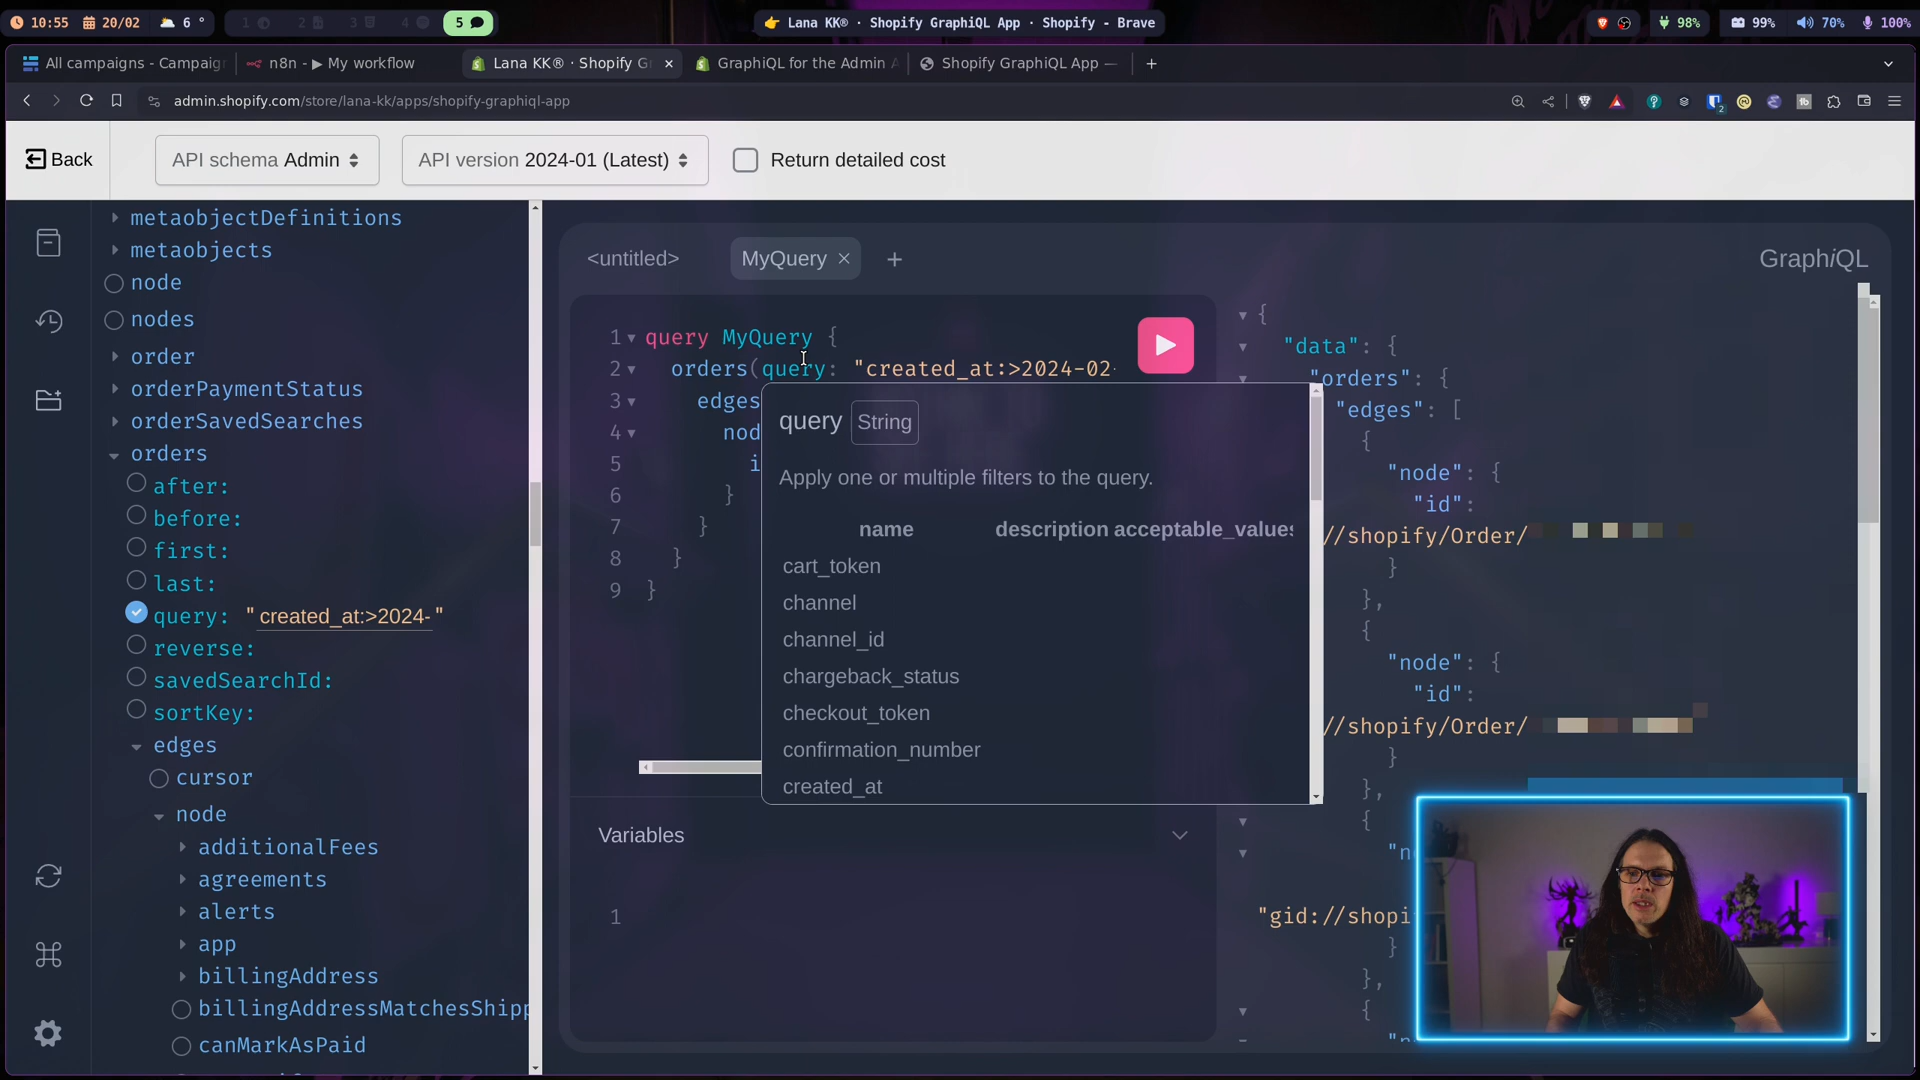 10:55 20/02 6 ° 1 2 3 4 5 👉 Lana KK® · Shopify GraphiQL App · Shopify - Brave 98% 99% 70% 100%
All campaigns - Campaig n8n - ▶ My workflow Lana KK® · Shopify G × GraphiQL for the Admin A Shopify GraphiQL App — +
admin.shopify.com/store/lana-kk/apps/shopify-graphiql-app 2
Back API schema Admin API version 2024-01 (Latest) Return detailed cost
metaobjectDefinitions
metaobjects
node
nodes
order
orderPaymentStatus
orderSavedSearches
orders
after:
before:
first:
last:
query: "created_at:>2024-"
reverse:
savedSearchId:
sortKey:
edges
cursor
node
additionalFees
agreements
alerts
app
billingAddress
billingAddressMatchesShipp
canMarkAsPaid
<untitled> MyQuery × + GraphiQL
1 query MyQuery {
2 orders(query: "created_at:>2024-02-
3 edges
4 nod
5 i
6 }
7 }
8 }
9 }
query String
Apply one or multiple filters to the query.
name description acceptable_values
cart_token
channel
channel_id
chargeback_status
checkout_token
confirmation_number
created_at
Variables
1
{
"data": {
"orders": {
"edges": [
{
"node": {
"id":
//shopify/Order/
}
},
{
"node": {
"id":
//shopify/Order/
}
},
{
"n
"gid://shopi
}
},
{